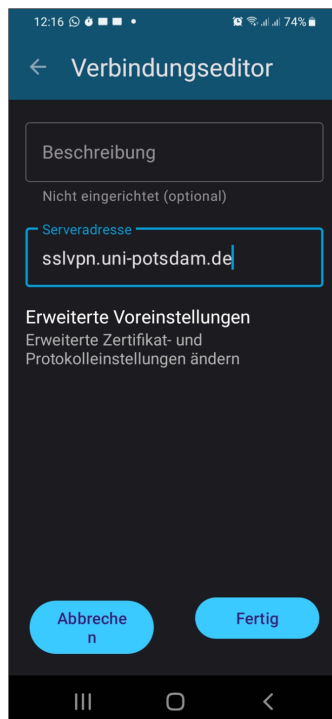 12:16 74%
Verbindungseditor
Beschreibung
Nicht eingerichtet (optional)
Serveradresse
sslvpn.uni-potsdam.de
Erweiterte Voreinstellungen
Erweiterte Zertifikat- und
Protokolleinstellungen ändern
Abbreche
n
Fertig